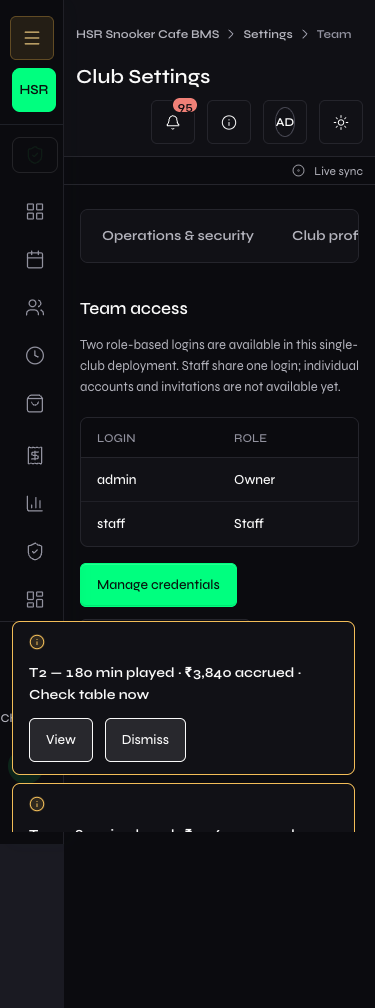 HSR Snooker Cafe BMS > Settings > Team
HSR
Club Settings
95
AD
Live sync
Operations & security Club prof
Team access
Two role-based logins are available in this single-
club deployment. Staff share one login; individual
accounts and invitations are not available yet.
LOGIN ROLE
admin Owner
staff Staff
Manage credentials
T2 — 180 min played · ₹3,840 accrued ·
Check table now
View Dismiss